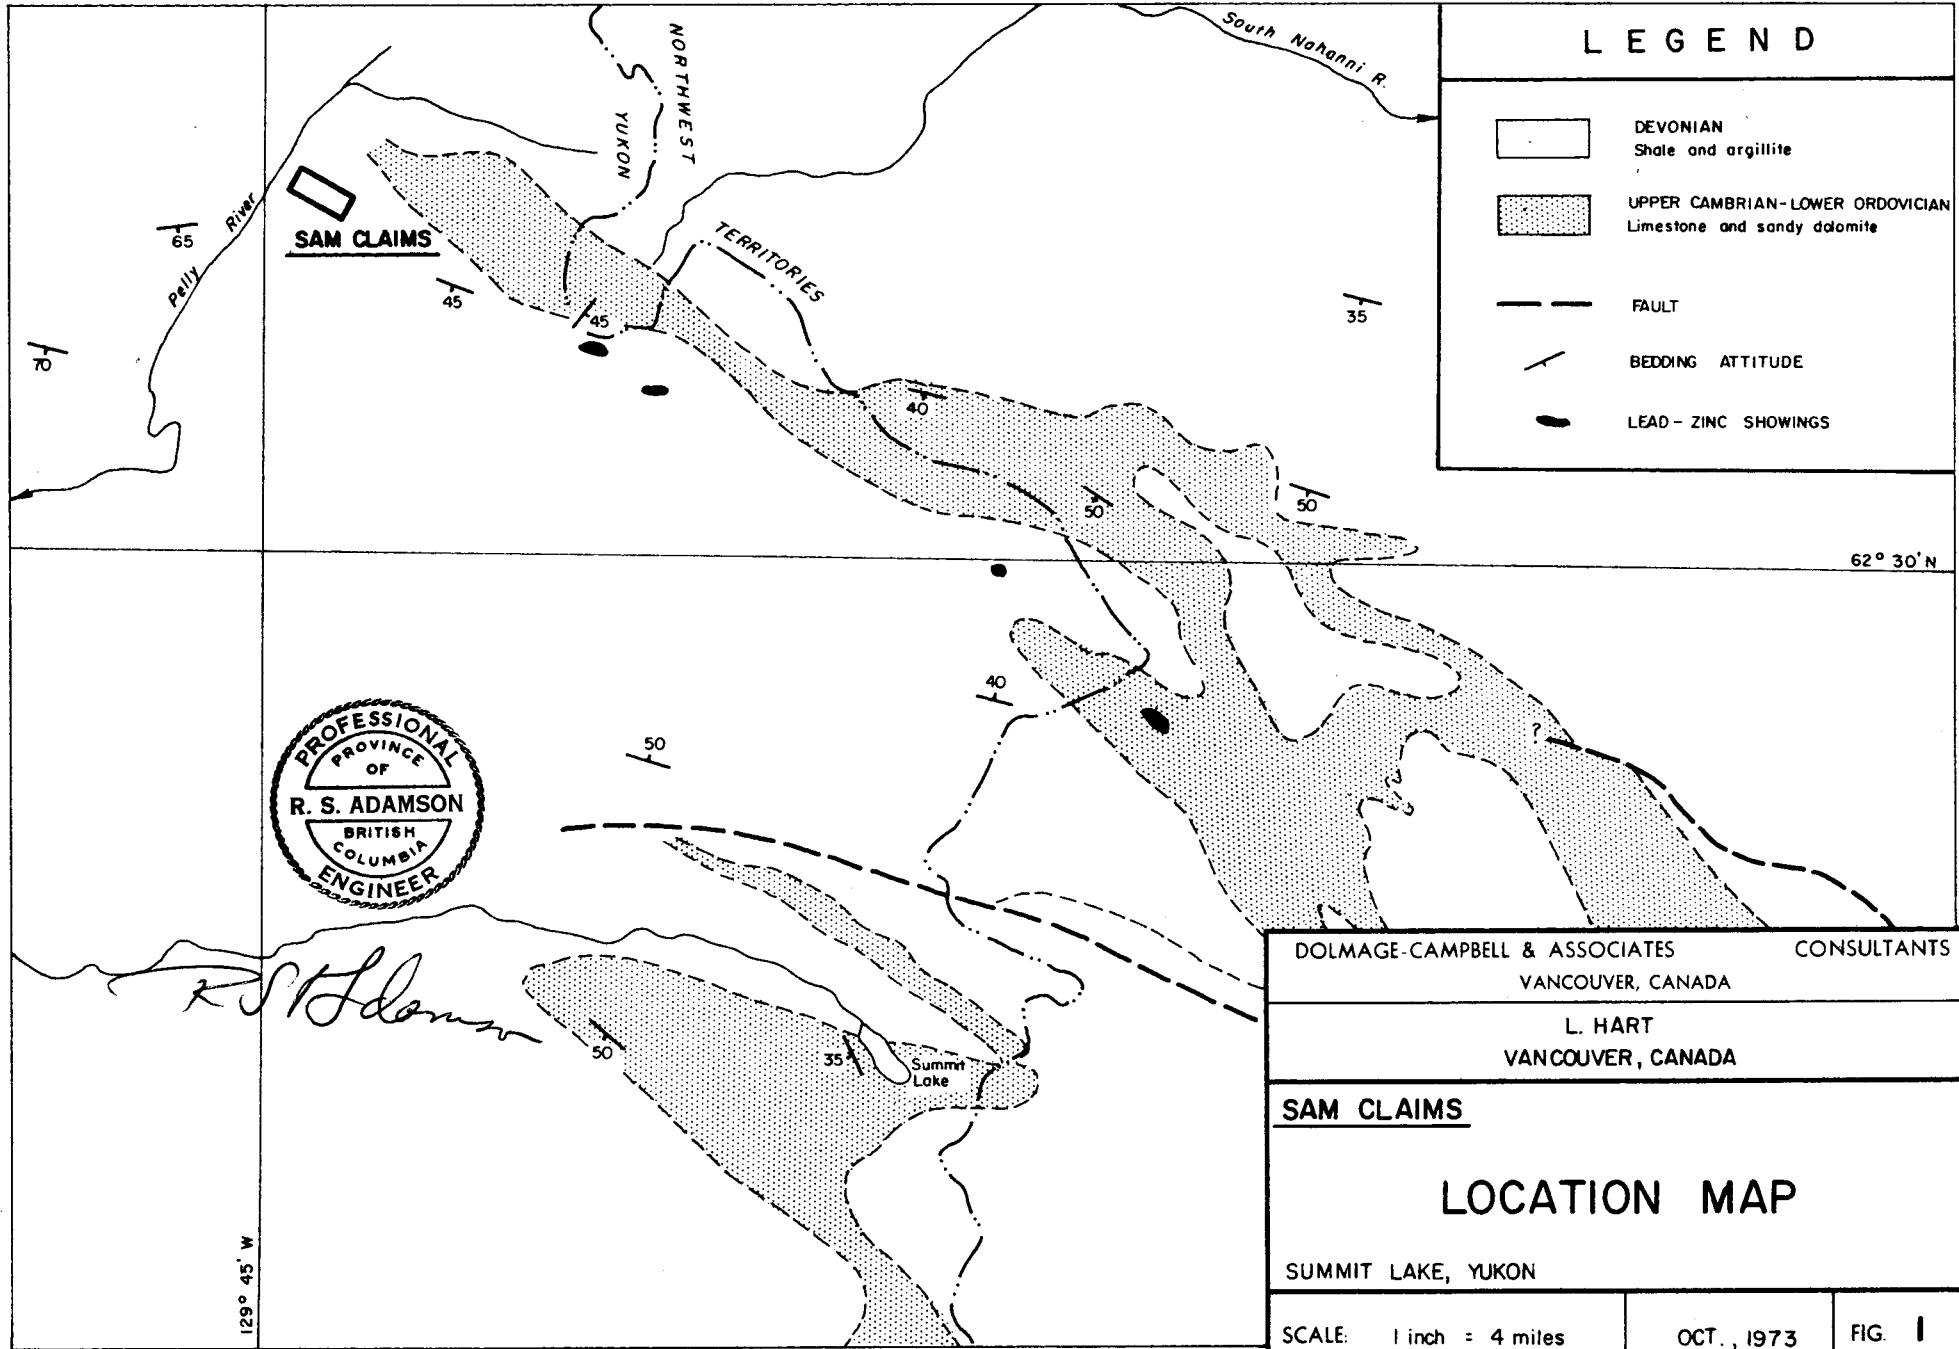 South Nahanni R.
NORTHWEST
YUKON
TERRITORIES
River
Pelly
SAM CLAIMS
65
45
45
70
35
40
50
50
62° 30' N
40
50
?
50
35
Summit
Lake
129° 45' W
PROFESSIONAL
PROVINCE
OF
R. S. ADAMSON
BRITISH
COLUMBIA
ENGINEER
R S Adamson
LEGEND
DEVONIAN
Shale and argillite
UPPER CAMBRIAN-LOWER ORDOVICIAN
Limestone and sandy dolomite
FAULT
BEDDING ATTITUDE
LEAD - ZINC SHOWINGS
DOLMAGE-CAMPBELL & ASSOCIATES CONSULTANTS
VANCOUVER, CANADA
L. HART
VANCOUVER, CANADA
SAM CLAIMS
LOCATION MAP
SUMMIT LAKE, YUKON
SCALE: 1 inch = 4 miles OCT., 1973 FIG. 1